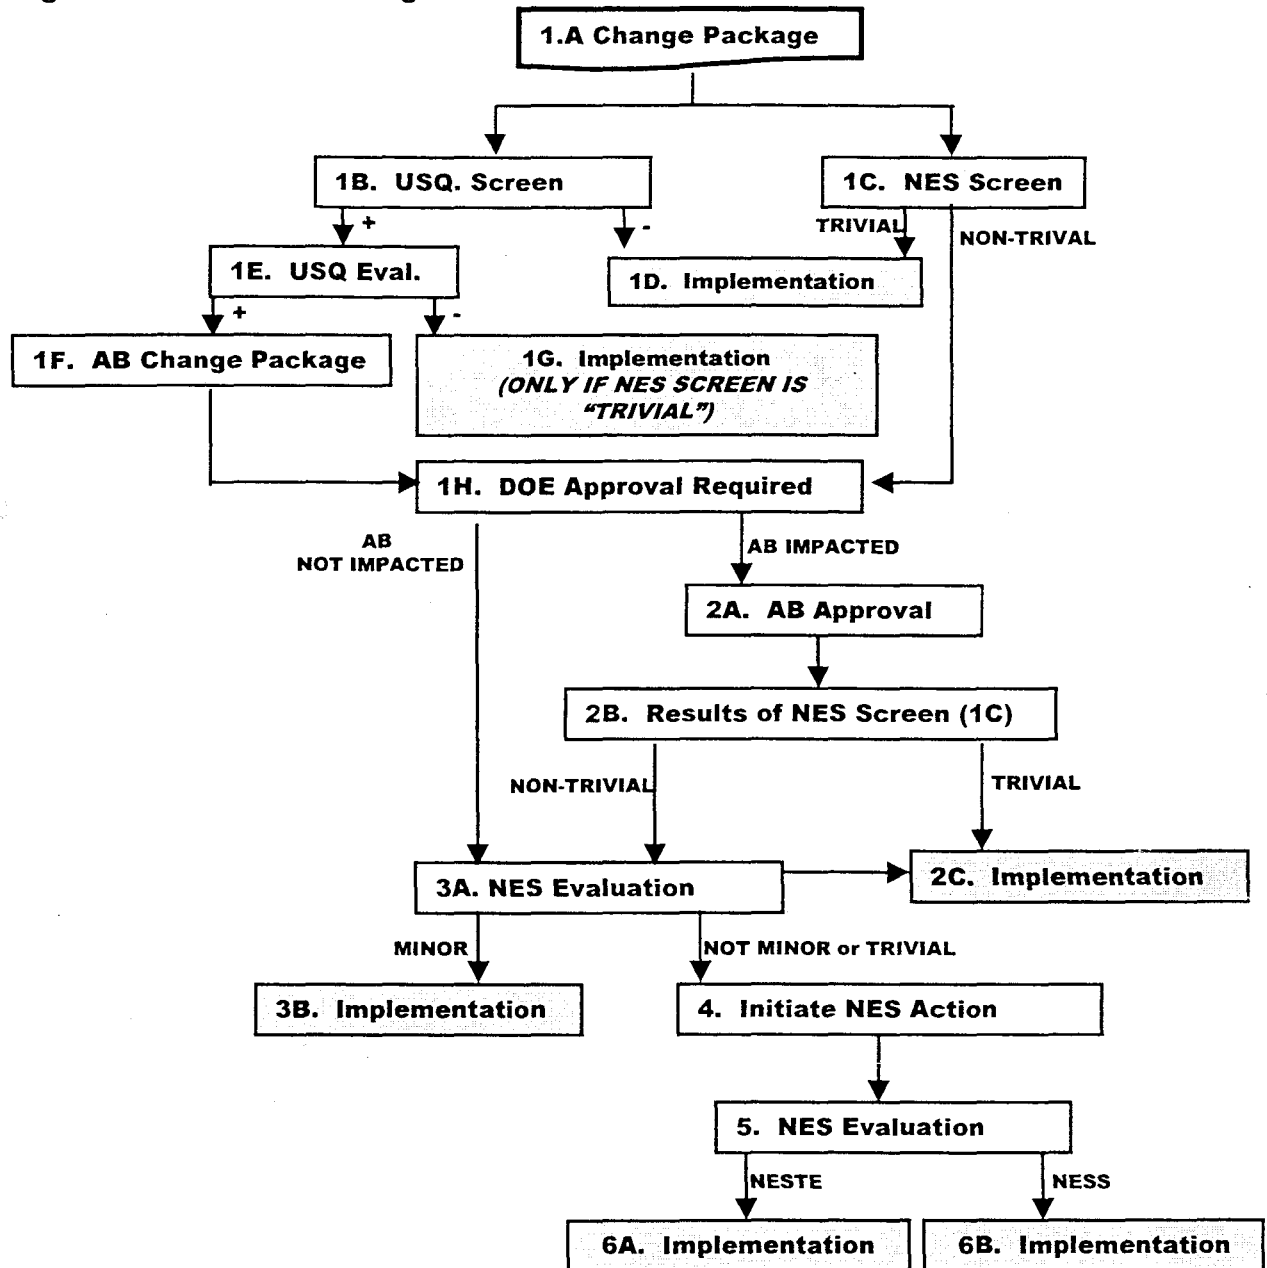 1.A Change Package
1B. USQ. Screen
1C. NES Screen
+
-
TRIVIAL
NON-TRIVAL
1E. USQ Eval.
1D. Implementation
+
-
1F. AB Change Package
1G. Implementation
(ONLY IF NES SCREEN IS
“TRIVIAL”)
1H. DOE Approval Required
AB
NOT IMPACTED
AB IMPACTED
2A. AB Approval
2B. Results of NES Screen (1C)
NON-TRIVIAL
TRIVIAL
3A. NES Evaluation
2C. Implementation
MINOR
NOT MINOR or TRIVIAL
3B. Implementation
4. Initiate NES Action
5. NES Evaluation
NESTE
NESS
6A. Implementation
6B. Implementation